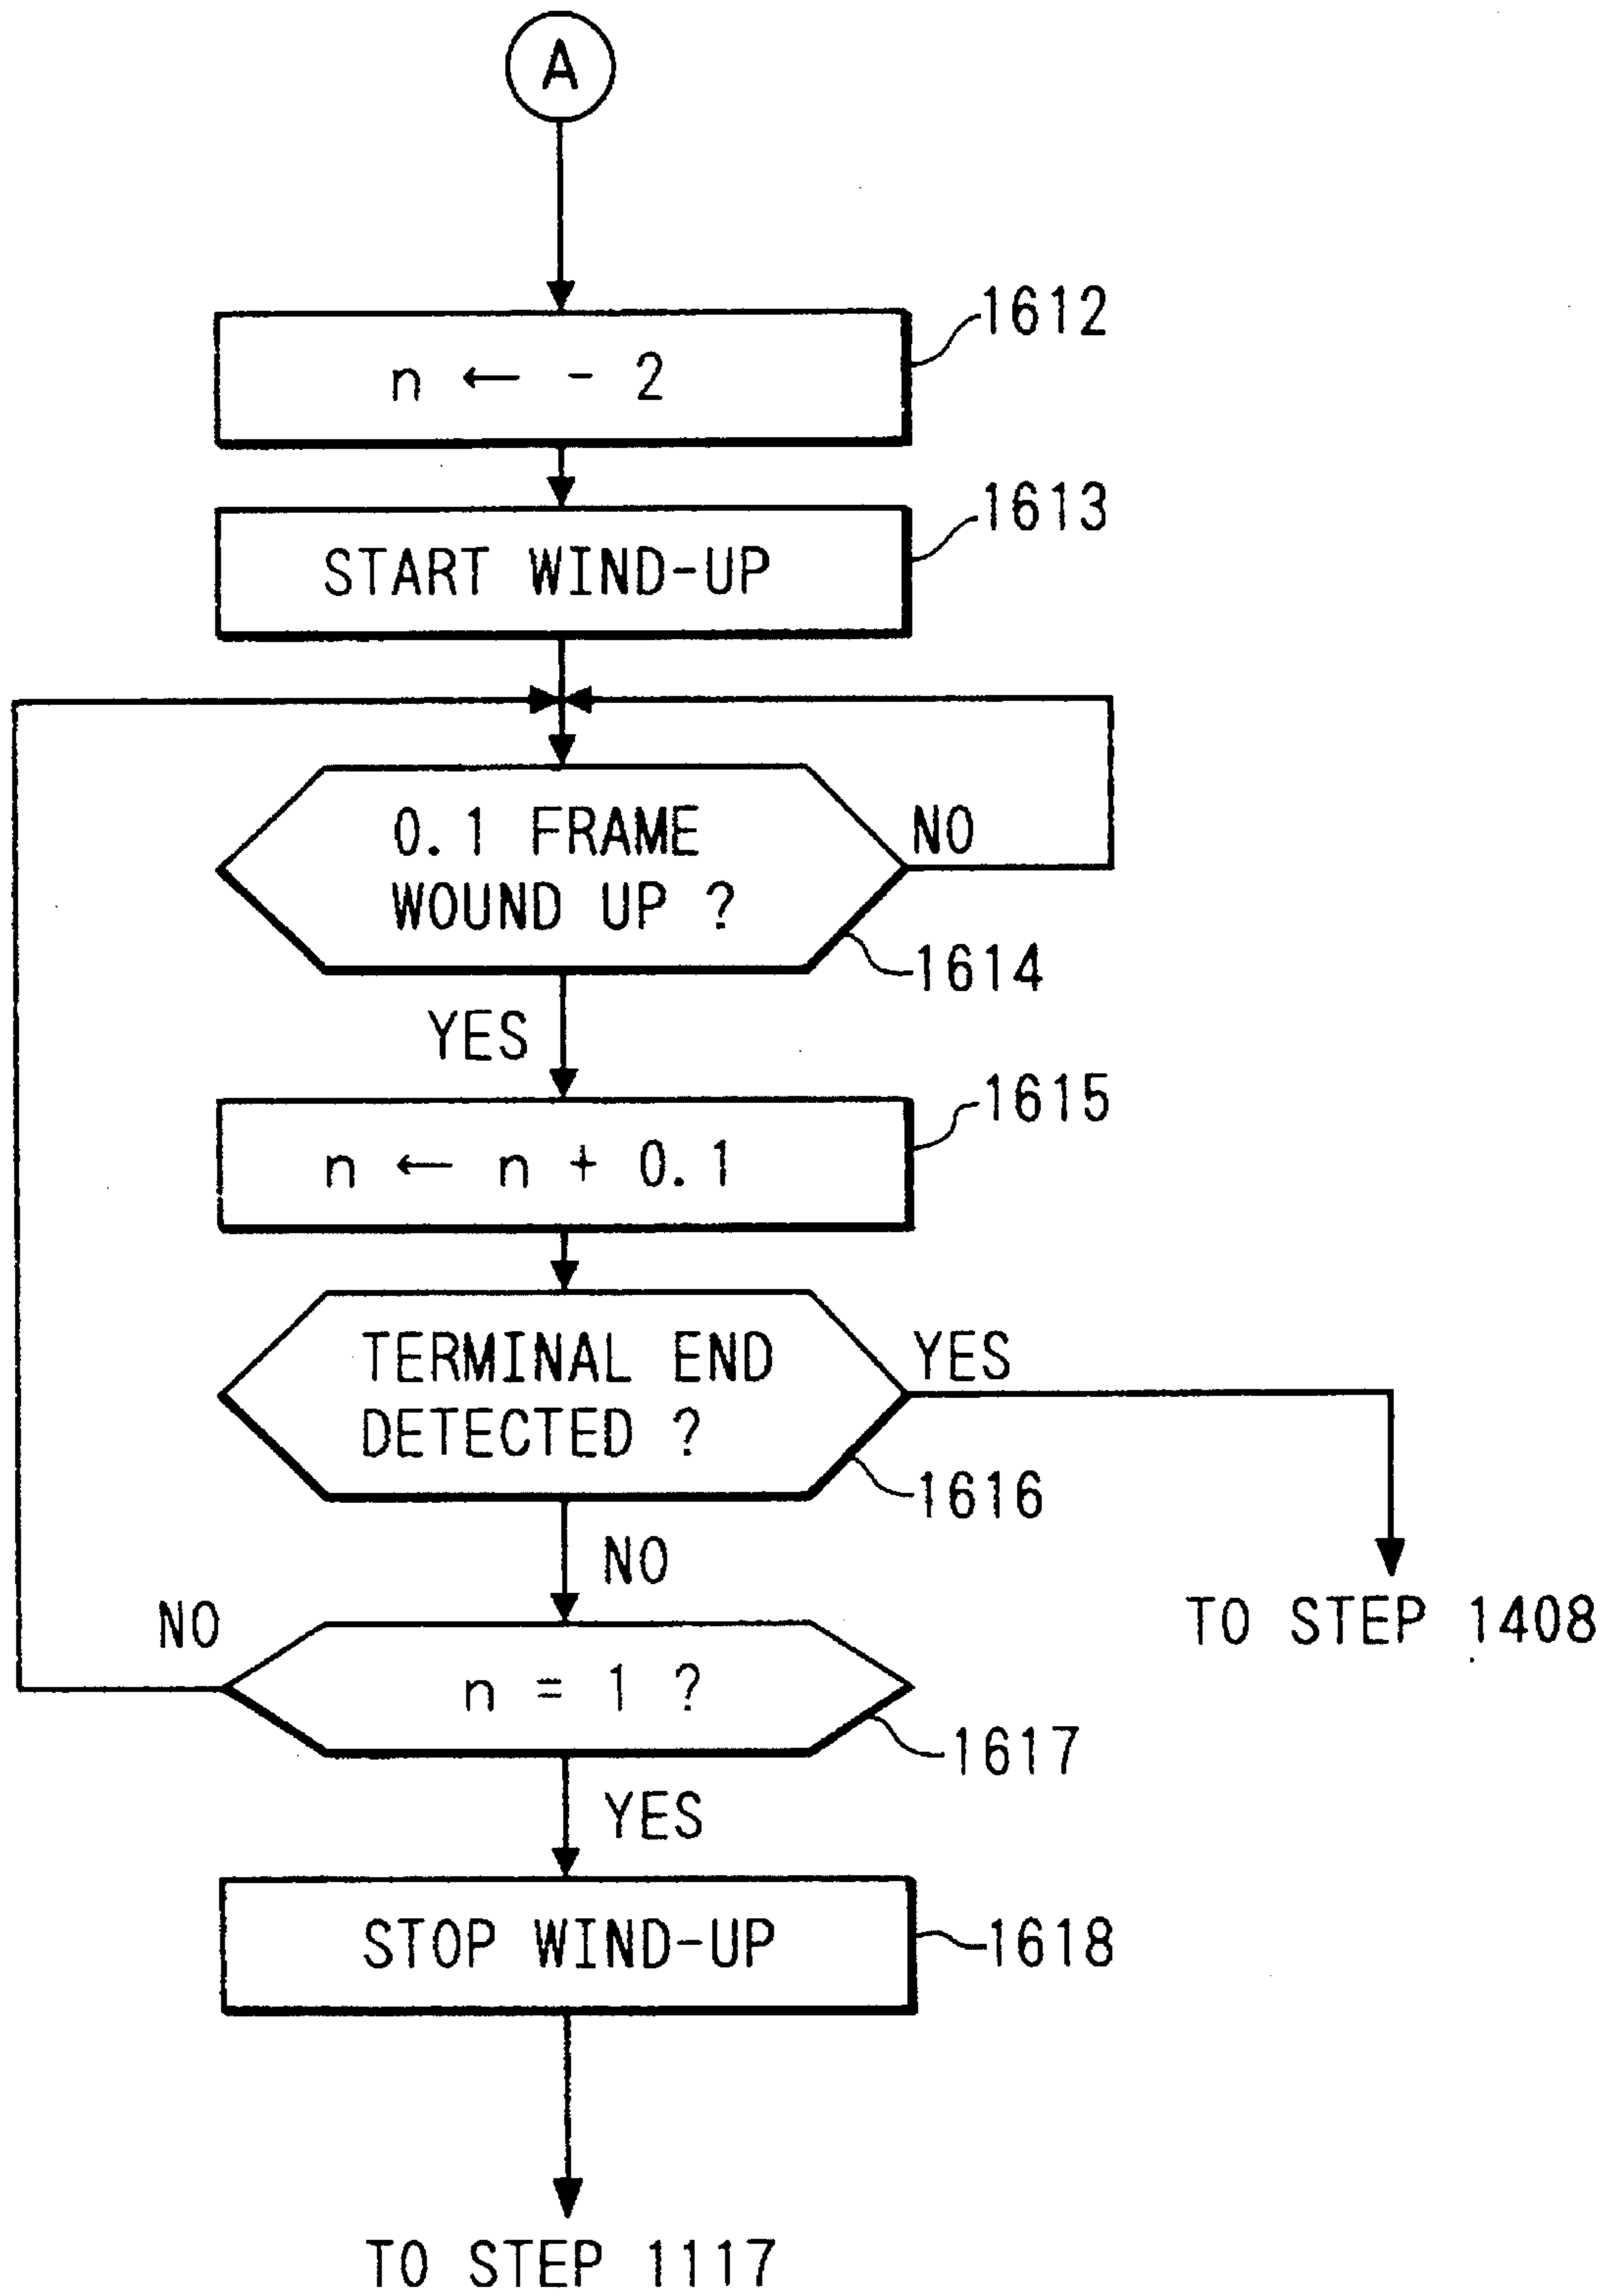 A
1612
n ← - 2
1613
START WIND-UP
0.1 FRAME
WOUND UP ?
NO
1614
YES
1615
n ← n + 0.1
TERMINAL END
DETECTED ?
YES
1616
NO
TO STEP 1408
NO
n = 1 ?
1617
YES
STOP WIND-UP
1618
TO STEP 1117